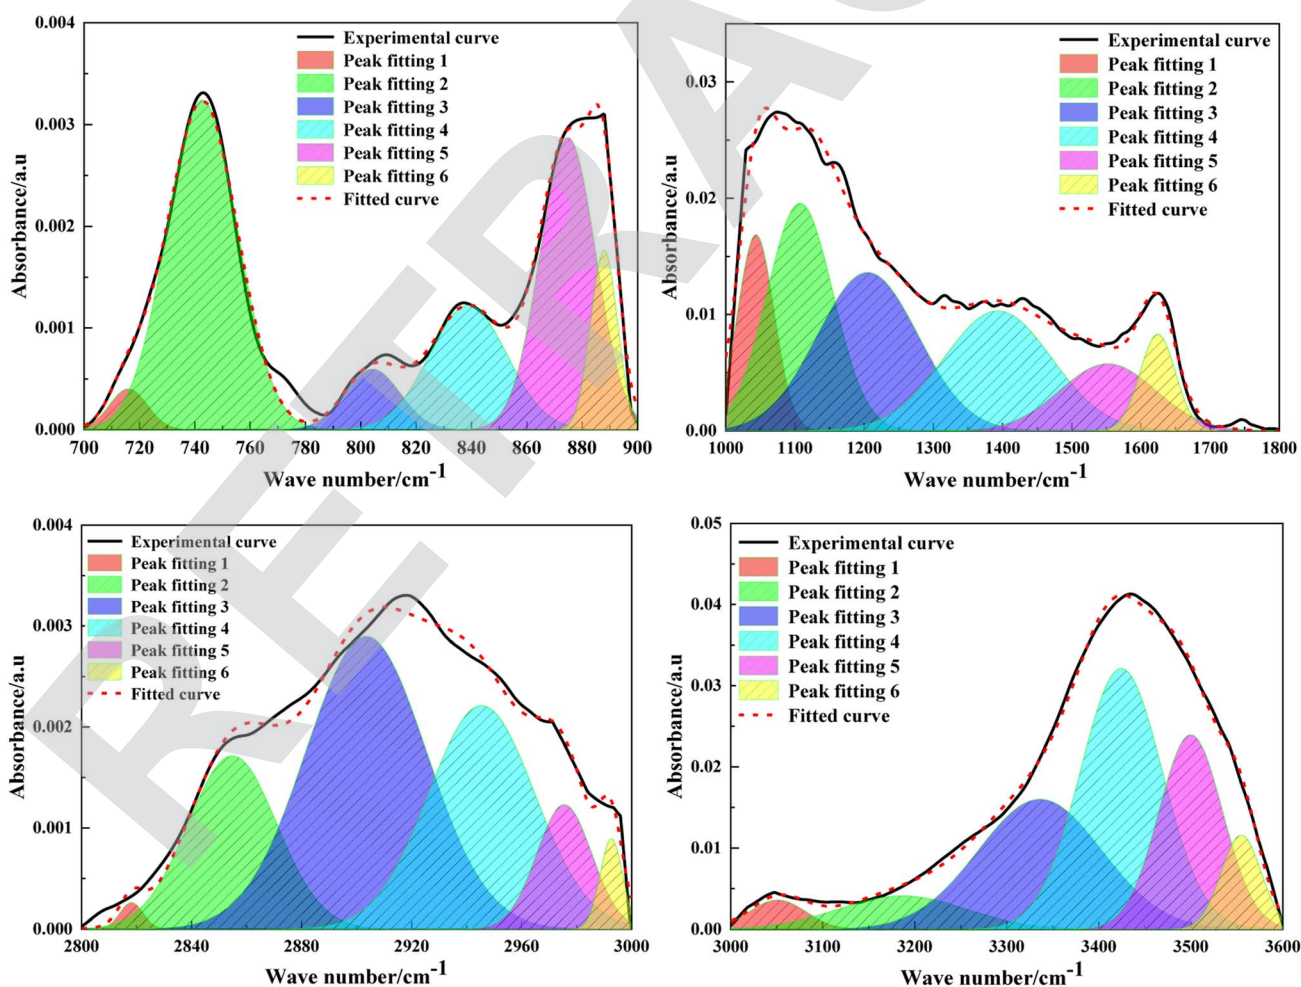 0.004
0.003
0.002
0.001
0.000
Absorbance/a.u
Experimental curve
Peak fitting 1
Peak fitting 2
Peak fitting 3
Peak fitting 4
Peak fitting 5
Peak fitting 6
Fitted curve
700 720 740 760 780 800 820 840 860 880 900
Wave number/cm-1
0.03
0.02
0.01
0.00
Absorbance/a.u
Experimental curve
Peak fitting 1
Peak fitting 2
Peak fitting 3
Peak fitting 4
Peak fitting 5
Peak fitting 6
Fitted curve
1000 1100 1200 1300 1400 1500 1600 1700 1800
Wave number/cm-1
0.004
0.003
0.002
0.001
0.000
Absorbance/a.u
Experimental curve
Peak fitting 1
Peak fitting 2
Peak fitting 3
Peak fitting 4
Peak fitting 5
Peak fitting 6
Fitted curve
2800 2840 2880 2920 2960 3000
Wave number/cm-1
0.05
0.04
0.03
0.02
0.01
0.00
Absorbance/a.u
Experimental curve
Peak fitting 1
Peak fitting 2
Peak fitting 3
Peak fitting 4
Peak fitting 5
Peak fitting 6
Fitted curve
3000 3100 3200 3300 3400 3500 3600
Wave number/cm-1
RETRA